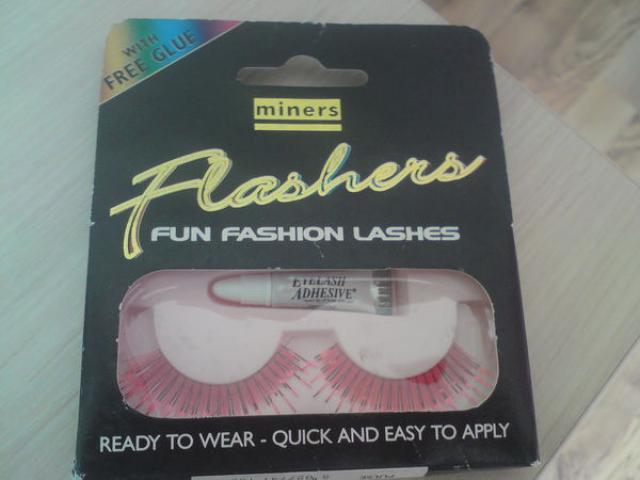 WITH
FREE GLUE
miners
Flashers
FUN FASHION LASHES
EYELASH
ADHESIVE
READY TO WEAR - QUICK AND EASY TO APPLY